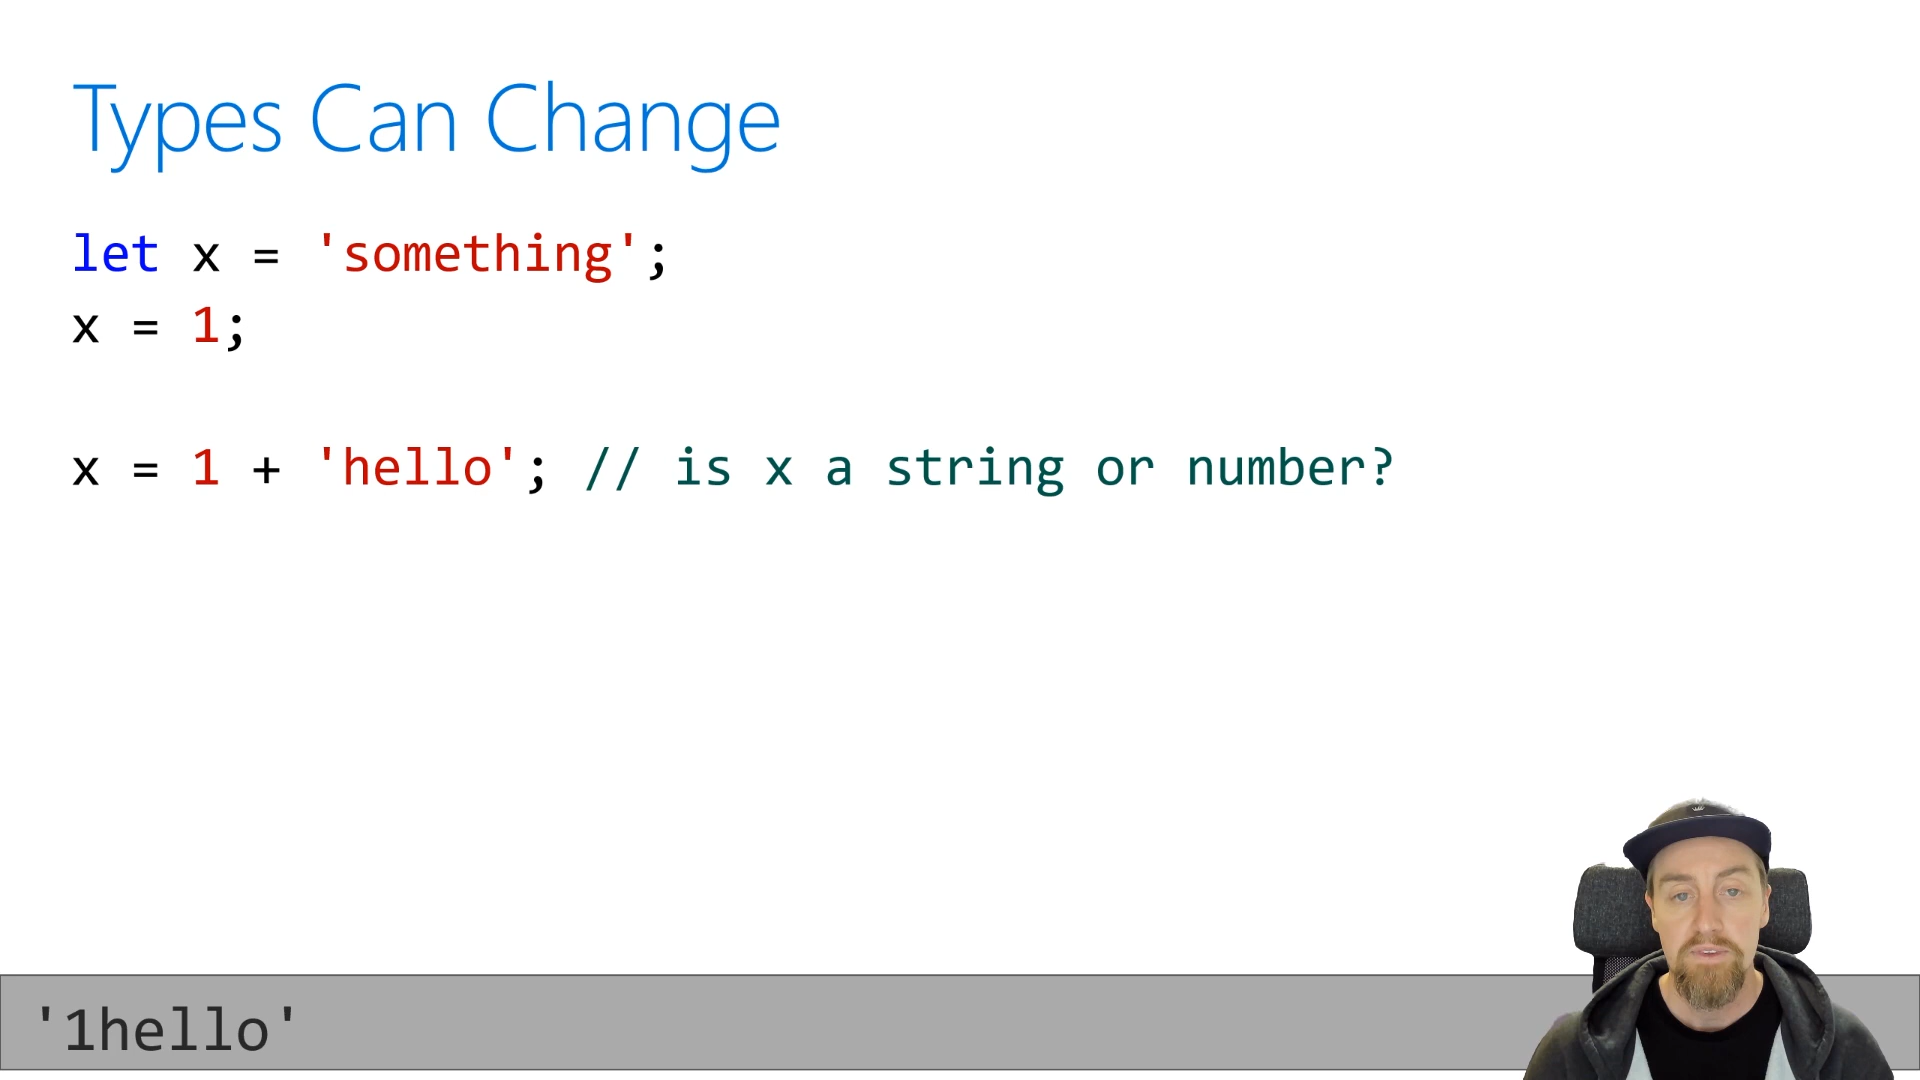 Types Can Change
let x = 'something';
x = 1;
x = 1 + 'hello'; // is x a string or number?
'1hello'